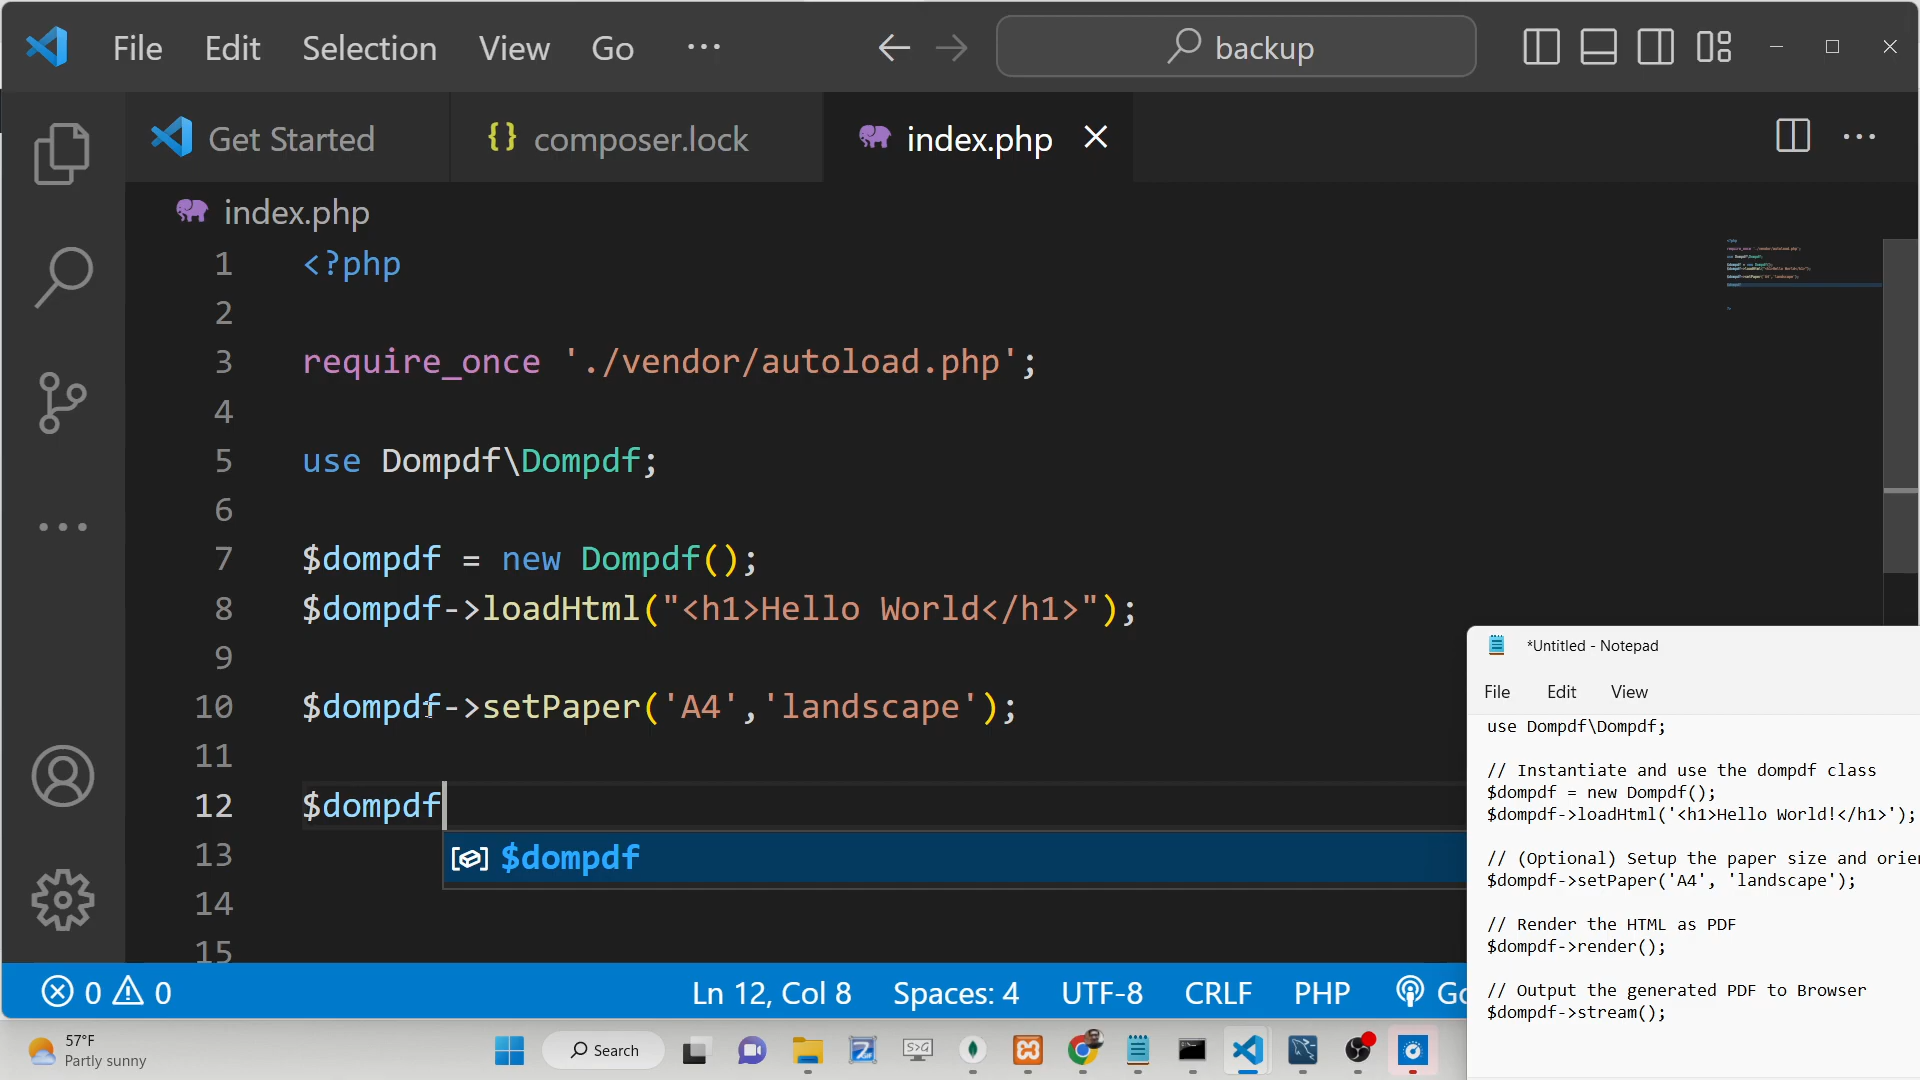 File Edit Selection View Go ···
backup
Get Started
{} composer.lock
index.php
index.php
1 <?php
2
3 require_once './vendor/autoload.php';
4
5 use Dompdf\Dompdf;
6
7 $dompdf = new Dompdf();
8 $dompdf->loadHtml("<h1>Hello World</h1>");
9
10 $dompdf->setPaper('A4','landscape');
11
12 $dompdf
$dompdf
13
14
15
0 0
Ln 12, Col 8 Spaces: 4 UTF-8 CRLF PHP Go
*Untitled - Notepad
File Edit View
use Dompdf\Dompdf;
// Instantiate and use the dompdf class
$dompdf = new Dompdf();
$dompdf->loadHtml('<h1>Hello World!</h1>');
// (Optional) Setup the paper size and orien
$dompdf->setPaper('A4', 'landscape');
// Render the HTML as PDF
$dompdf->render();
// Output the generated PDF to Browser
$dompdf->stream();
57°F
Partly sunny
Search